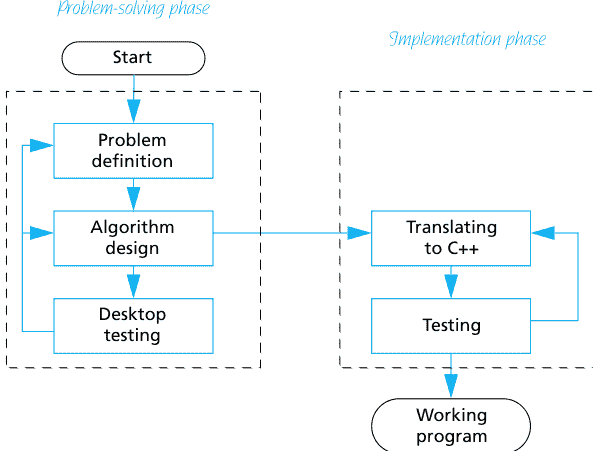 Problem-solving phase
Implementation phase
Start
Problem
definition
Algorithm
design
Desktop
testing
Translating
to C++
Testing
Working
program